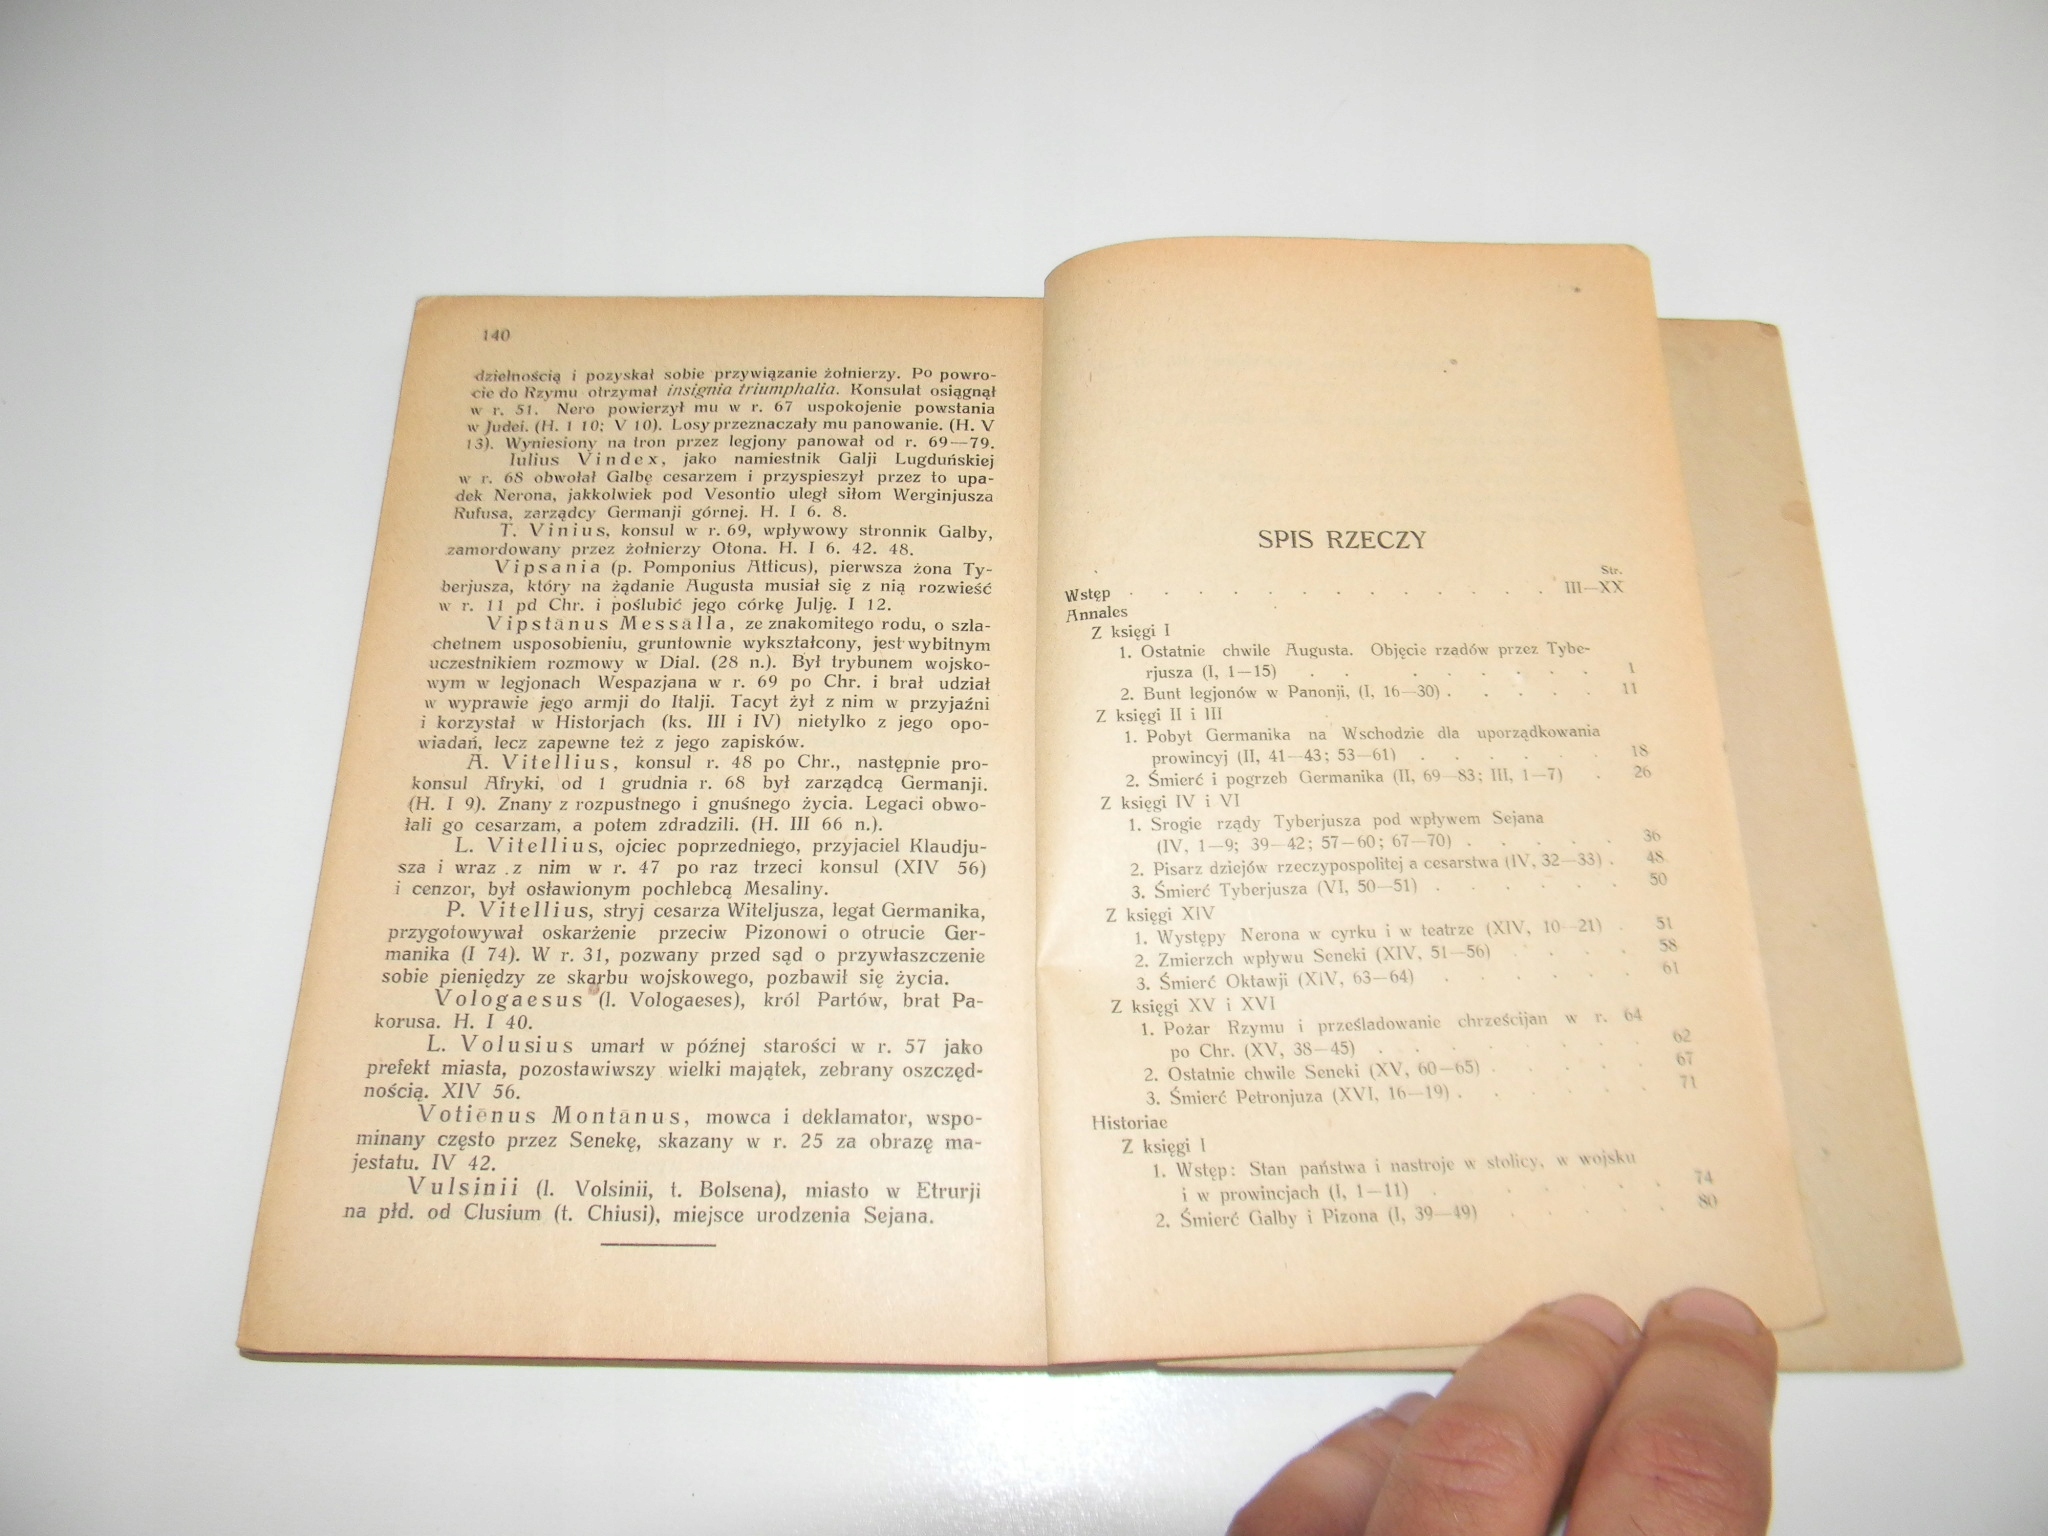 140
dzielnością i pozyskał sobie przywiązanie żołnierzy. Po powro-
cie do Rzymu otrzymał insignia triumphalia. Konsulat osiągnął
w r. 51. Nero powierzył mu w r. 67 uspokojenie powstania
w Judei. (H. I 10; V 10). Losy przeznaczały mu panowanie. (H. V
13). Wyniesiony na tron przez legjony panował od r. 69—79.
Iulius Vindex, jako namiestnik Galji Lugduńskiej
w r. 68 obwołał Galbę cesarzem i przyspieszył przez to upa-
dek Nerona, jakkolwiek pod Vesontio uległ siłom Werginjusza
Rufusa, zarządcy Germanji górnej. H. I 6. 8.
T. Vinius, konsul w r. 69, wpływowy stronnik Galby,
zamordowany przez żołnierzy Otona. H. I 6. 42. 48.
Vipsania (p. Pomponius Atticus), pierwsza żona Ty-
berjusza, który na żądanie Augusta musiał się z nią rozwieść
w r. 11 pd Chr. i poślubić jego córkę Julję. I 12.
Vipstānus Messālla, ze znakomitego rodu, o szla-
chetnem usposobieniu, gruntownie wykształcony, jest wybitnym
uczestnikiem rozmowy w Dial. (28 n.). Był trybunem wojsko-
wym w legjonach Wespazjana w r. 69 po Chr. i brał udział
w wyprawie jego armji do Italji. Tacyt żył z nim w przyjaźni
i korzystał w Historjach (ks. III i IV) nietylko z jego opo-
wiadań, lecz zapewne też z jego zapisków.
A. Vitellius, konsul r. 48 po Chr., następnie pro-
konsul Afryki, od 1 grudnia r. 68 był zarządcą Germanji.
(H. I 9). Znany z rozpustnego i gnuśnego życia. Legaci obwo-
łali go cesarzam, a potem zdradzili. (H. III 66 n.).
L. Vitellius, ojciec poprzedniego, przyjaciel Klaudju-
sza i wraz z nim w r. 47 po raz trzeci konsul (XIV 56)
i cenzor, był osławionym pochlebcą Mesaliny.
P. Vitellius, stryj cesarza Witeljusza, legat Germanika,
przygotowywał oskarżenie przeciw Pizonowi o otrucie Ger-
manika (I 74). W r. 31, pozwany przed sąd o przywłaszczenie
sobie pieniędzy ze skarbu wojskowego, pozbawił się życia.
Vologaesus (l. Vologaeses), król Partów, brat Pa-
korusa. H. I 40.
L. Volusius umarł w późnej starości w r. 57 jako
prefekt miasta, pozostawiwszy wielki majątek, zebrany oszczęd-
nością. XIV 56.
Votiēnus Montānus, mowca i deklamator, wspo-
minany często przez Senekę, skazany w r. 25 za obrazę ma-
jestatu. IV 42.
Vulsinii (l. Volsinii, t. Bolsena), miasto w Etrurji
na płd. od Clusium (t. Chiusi), miejsce urodzenia Sejana.
SPIS RZECZY
Str.
Wstęp . . . . . . . . . . . . . . III—XX
Annales
Z księgi I
1. Ostatnie chwile Augusta. Objęcie rządów przez Tybe-
rjusza (I, 1—15) . . . . . . . 1
2. Bunt legjonów w Panonji, (I, 16—30) . . . . . 11
Z księgi II i III
1. Pobyt Germanika na Wschodzie dla uporządkowania
prowincyj (II, 41—43; 53—61) . . . . . 18
2. Śmierć i pogrzeb Germanika (II, 69—83; III, 1—7) . 26
Z księgi IV i VI
1. Srogie rządy Tyberjusza pod wpływem Sejana
(IV, 1—9; 39—42; 57—60; 67—70) . . . . . 36
2. Pisarz dziejów rzeczypospolitej a cesarstwa (IV, 32—33) . 48
3. Śmierć Tyberjusza (VI, 50—51) . . . . . . 50
Z księgi XIV
1. Występy Nerona w cyrku i w teatrze (XIV, 10—21) . 51
2. Zmierzch wpływu Seneki (XIV, 51—56) . . . . 58
3. Śmierć Oktawji (XIV, 63—64) . . . . . . 61
Z księgi XV i XVI
1. Pożar Rzymu i prześladowanie chrześcijan w r. 64
po Chr. (XV, 38—45) . . . . . . . 62
2. Ostatnie chwile Seneki (XV, 60—65) . . . . . 67
3. Śmierć Petronjuza (XVI, 16—19) . . . . . . 71
Historiae
Z księgi I
1. Wstęp: Stan państwa i nastroje w stolicy, w wojsku
i w prowincjach (I, 1—11) . . . . . 74
2. Śmierć Galby i Pizona (I, 39—49) . . . . . 80